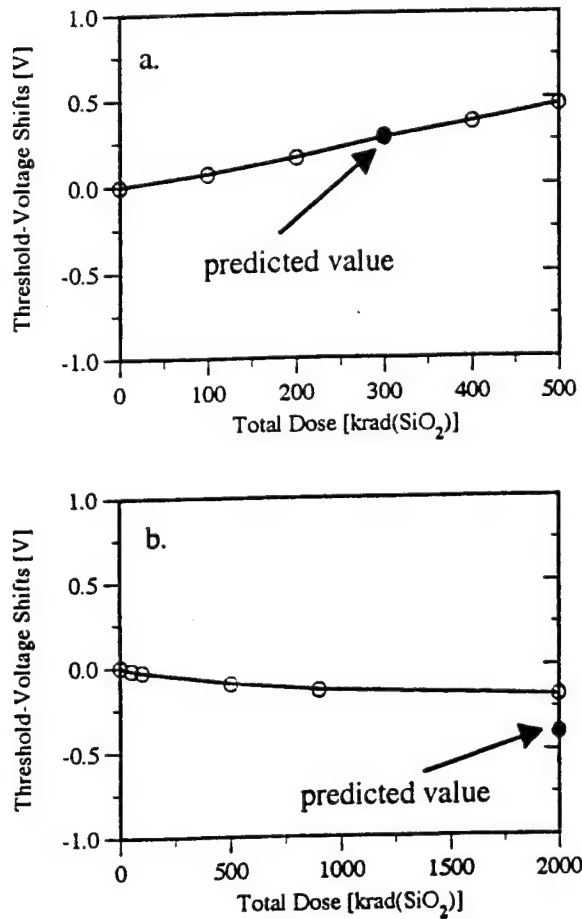 a.
Threshold-Voltage Shifts [V]
1.0
0.5
0.0
-0.5
-1.0
predicted value
0 100 200 300 400 500
Total Dose [krad(SiO₂)]
b.
Threshold-Voltage Shifts [V]
1.0
0.5
0.0
-0.5
-1.0
predicted value
0 500 1000 1500 2000
Total Dose [krad(SiO₂)]